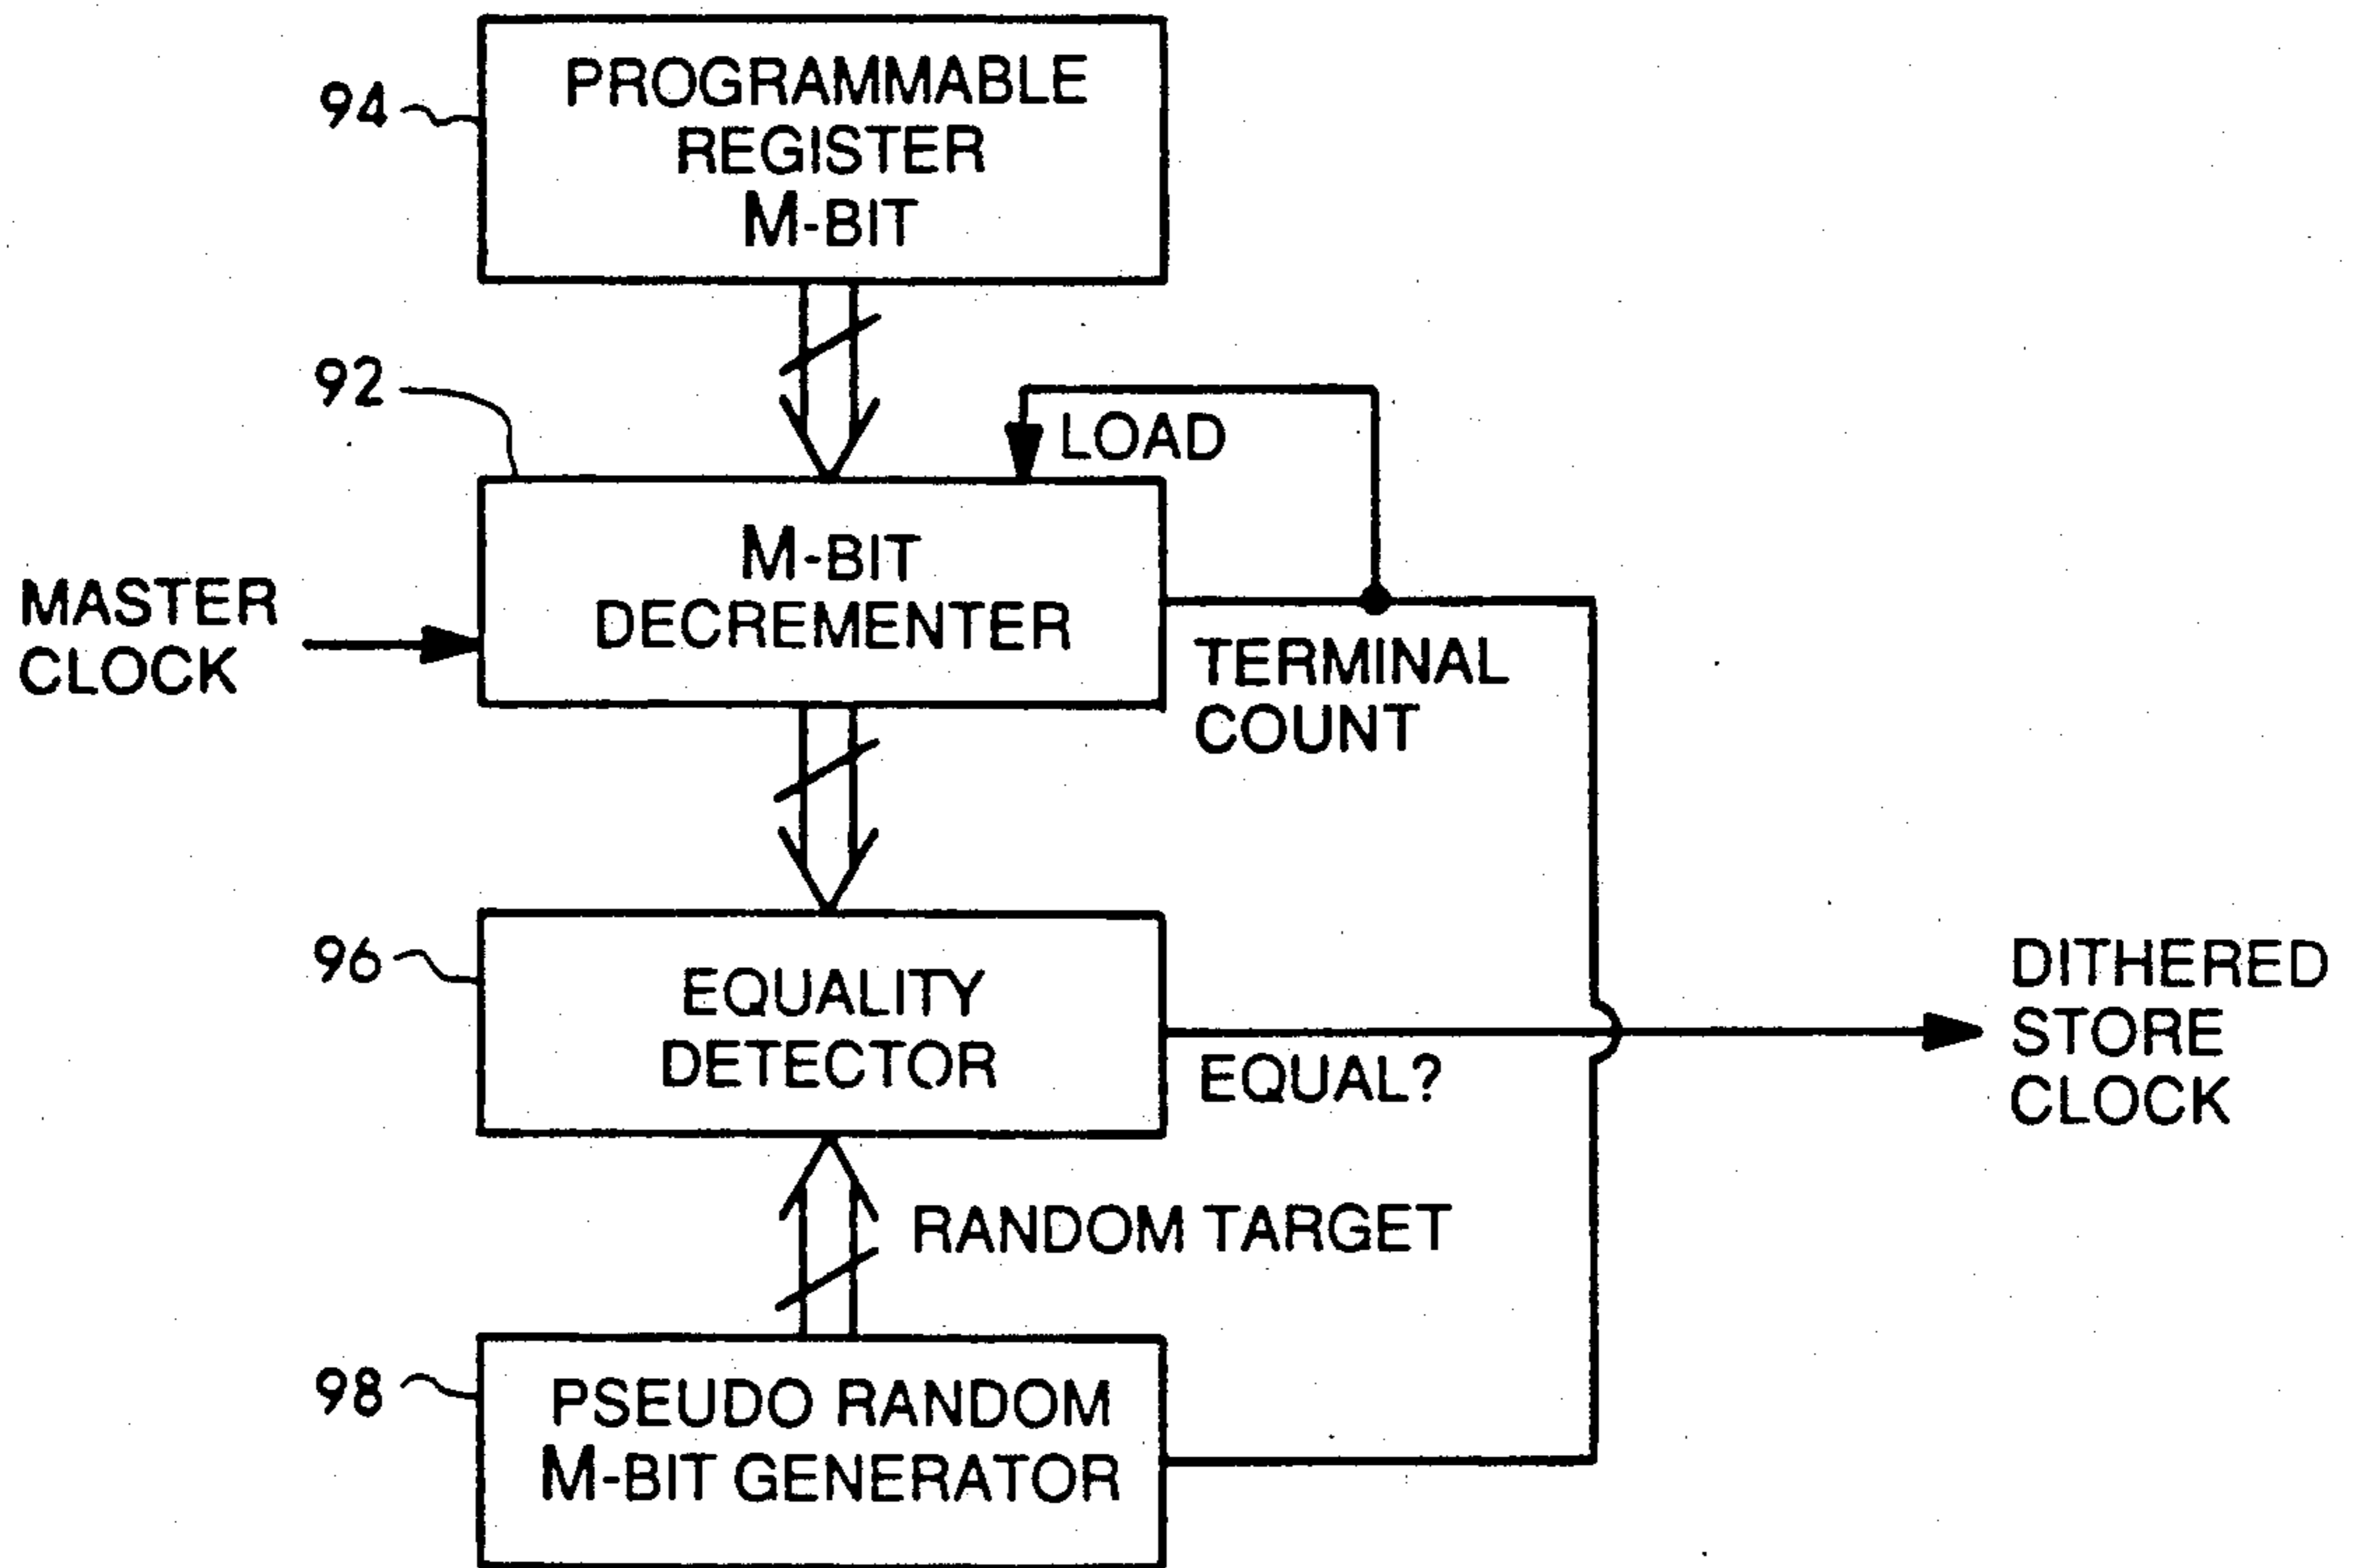 94
PROGRAMMABLE
REGISTER
M-BIT
92
LOAD
MASTER
CLOCK
M-BIT
DECREMENTER
TERMINAL
COUNT
96
EQUALITY
DETECTOR
EQUAL?
DITHERED
STORE
CLOCK
RANDOM TARGET
98
PSEUDO RANDOM
M-BIT GENERATOR